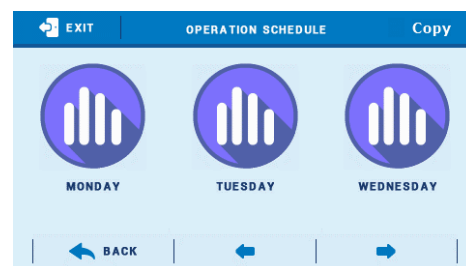 EXIT OPERATION SCHEDULE Copy
MONDAY TUESDAY WEDNESDAY
BACK